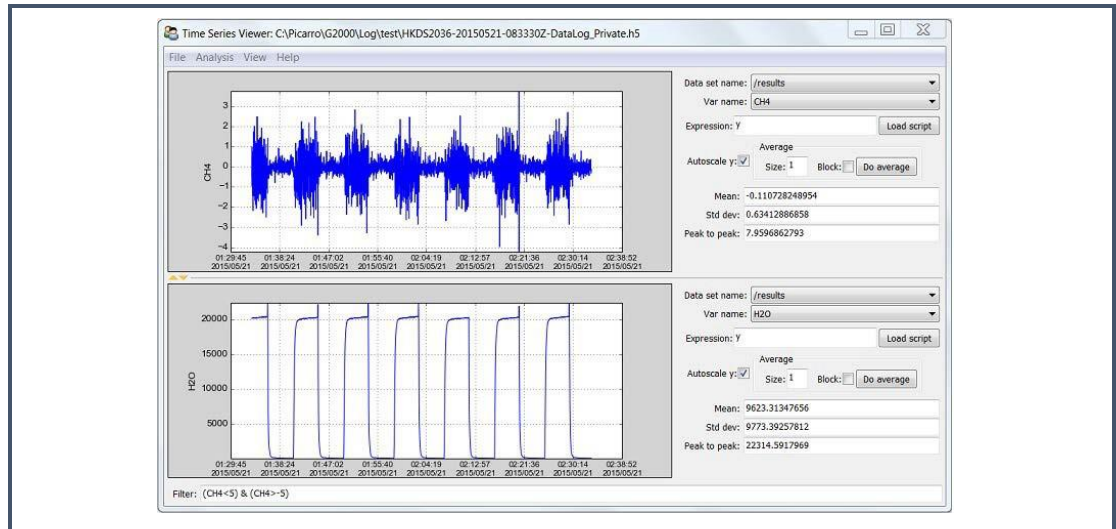 Time Series Viewer: C:\Picarro\G2000\Log\test\HKDS2036-20150521-083330Z-DataLog_Private.h5
File Analysis View Help
3
2
1
0
−1
−2
−3
−4
CH4
01:29:45 01:38:24 01:47:02 01:55:40 02:04:19 02:12:57 02:21:36 02:30:14 02:38:52
2015/05/21 2015/05/21 2015/05/21 2015/05/21 2015/05/21 2015/05/21 2015/05/21 2015/05/21 2015/05/21
Data set name: /results
Var name: CH4
Expression: y Load script
Average
Autoscale y: Size: 1 Block: Do average
Mean: -0.110728248954
Std dev: 0.63412886858
Peak to peak: 7.9596862793
20000
15000
10000
5000
H2O
01:29:45 01:38:24 01:47:02 01:55:40 02:04:19 02:12:57 02:21:36 02:30:14 02:38:52
2015/05/21 2015/05/21 2015/05/21 2015/05/21 2015/05/21 2015/05/21 2015/05/21 2015/05/21 2015/05/21
Data set name: /results
Var name: H2O
Expression: y Load script
Average
Autoscale y: Size: 1 Block: Do average
Mean: 9623.31347656
Std dev: 9773.39257812
Peak to peak: 22314.5917969
Filter: (CH4<5) & (CH4>-5)